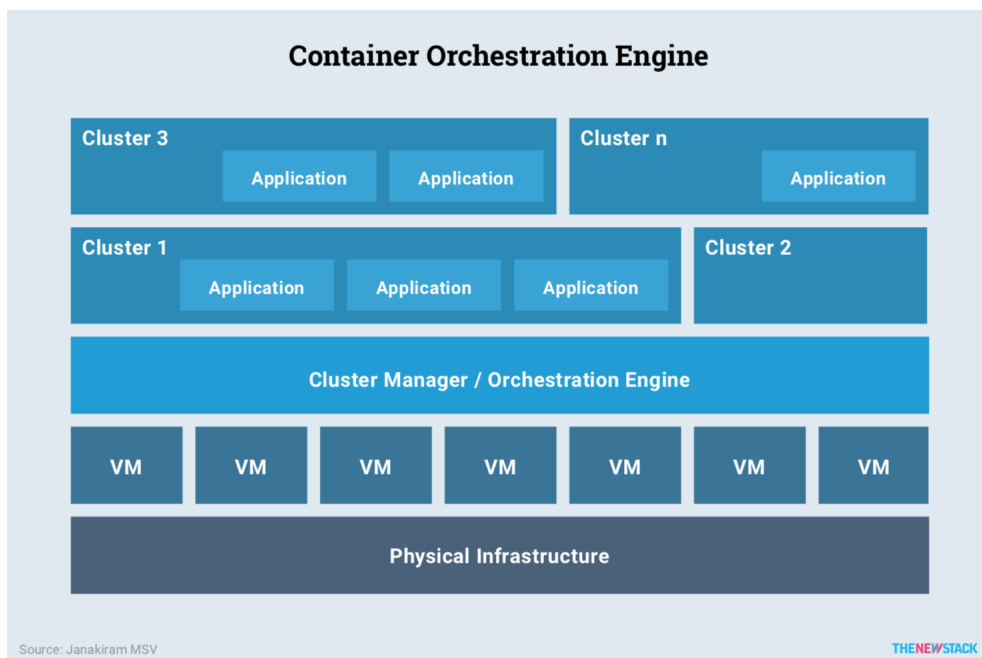 Container Orchestration Engine
Cluster 3
Application
Application
Cluster n
Application
Cluster 1
Application
Application
Application
Cluster 2
Cluster Manager / Orchestration Engine
VM
VM
VM
VM
VM
VM
VM
Physical Infrastructure
Source: Janakiram MSV
THENEWSTACK